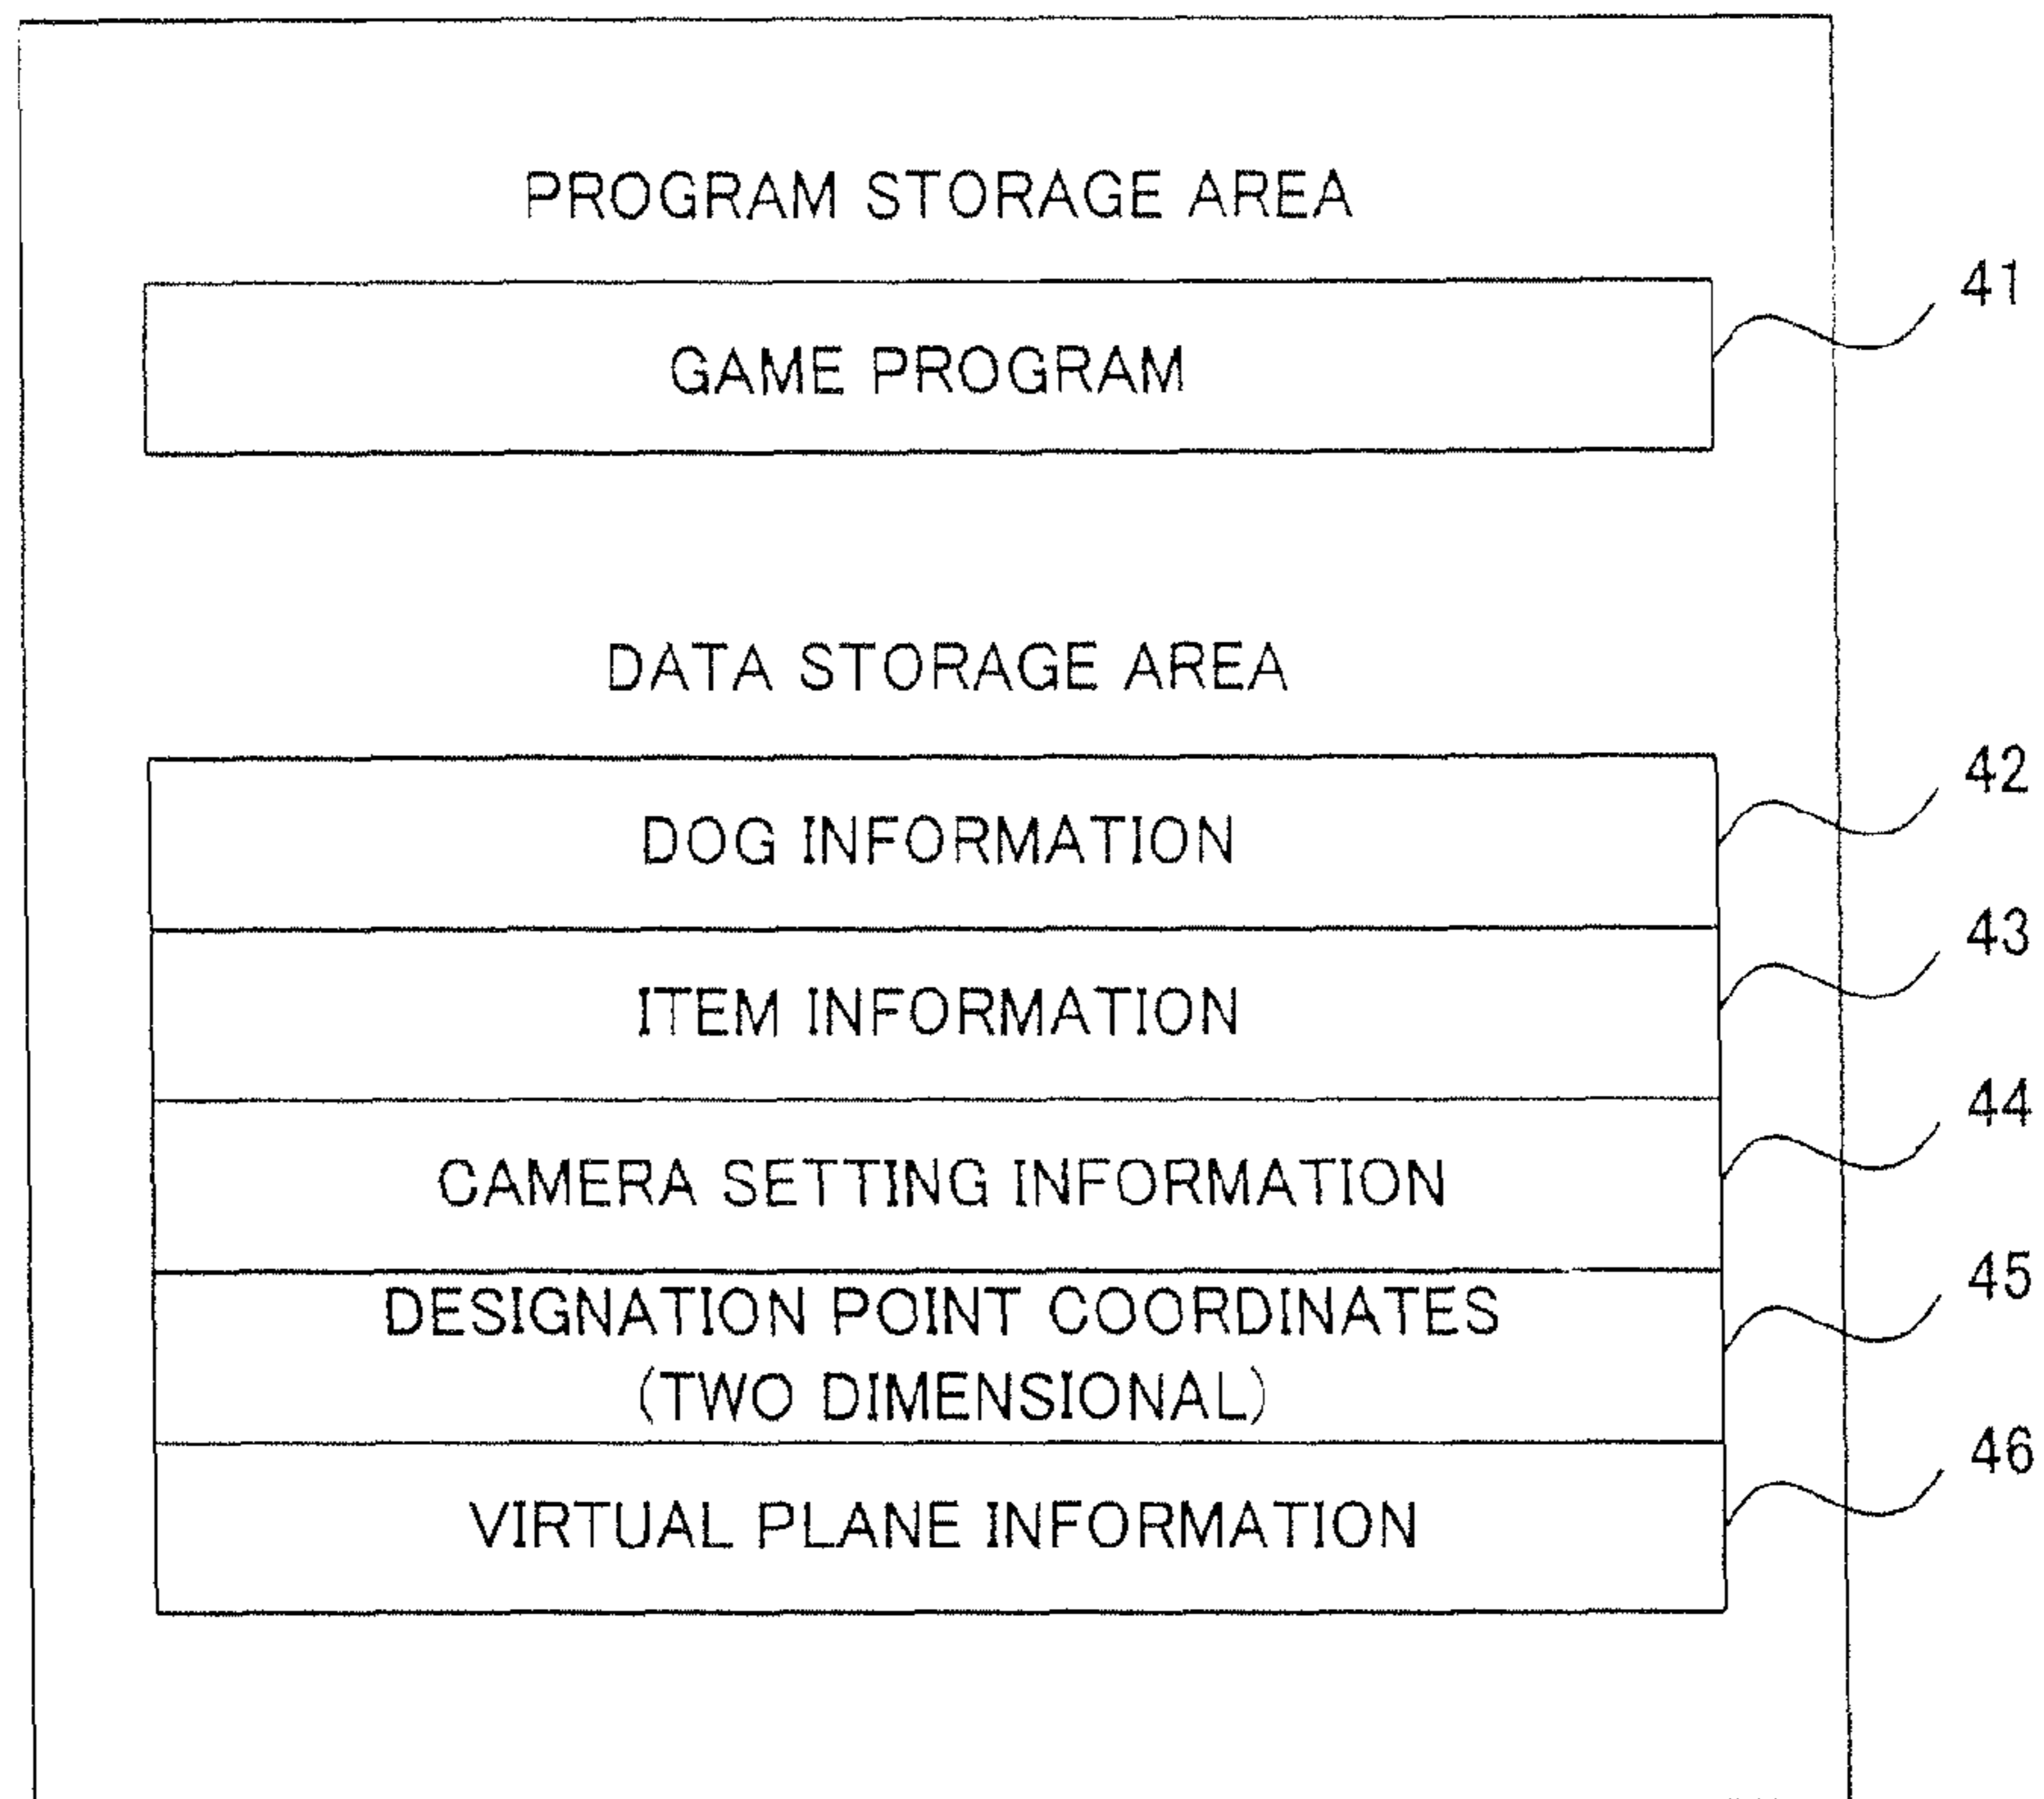 PROGRAM STORAGE AREA
GAME PROGRAM
41
DATA STORAGE AREA
DOG INFORMATION
42
ITEM INFORMATION
43
CAMERA SETTING INFORMATION
44
DESIGNATION POINT COORDINATES
(TWO DIMENSIONAL)
45
VIRTUAL PLANE INFORMATION
46